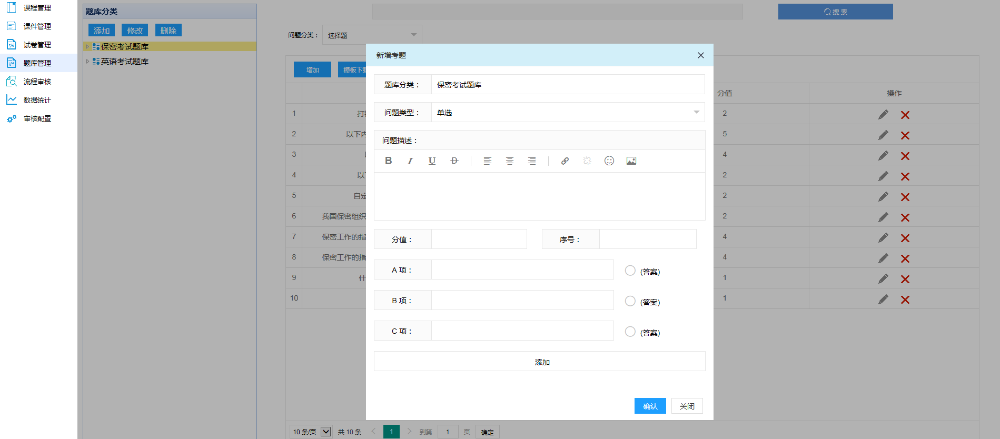 课程管理
课件管理
试卷管理
题库管理
流程审核
数据统计
审核配置
题库分类
添加 修改 删除
保密考试题库
英语考试题库
搜 索
问题分类： 选择题
增加 模板下载
分值 操作
1 打 2
2 以下内 5
3 4
4 以下 2
5 自定 2
6 我国保密组织 2
7 保密工作的指 4
8 保密工作的指 4
9 什 1
10 1
新增考题
题库分类： 保密考试题库
问题类型： 单选
问题描述：
B I U D
分值： 序号：
A 项： (答案)
B 项： (答案)
C 项： (答案)
添加
确认 关闭
10 条/页 共 10 条 1 到第 1 页 确定